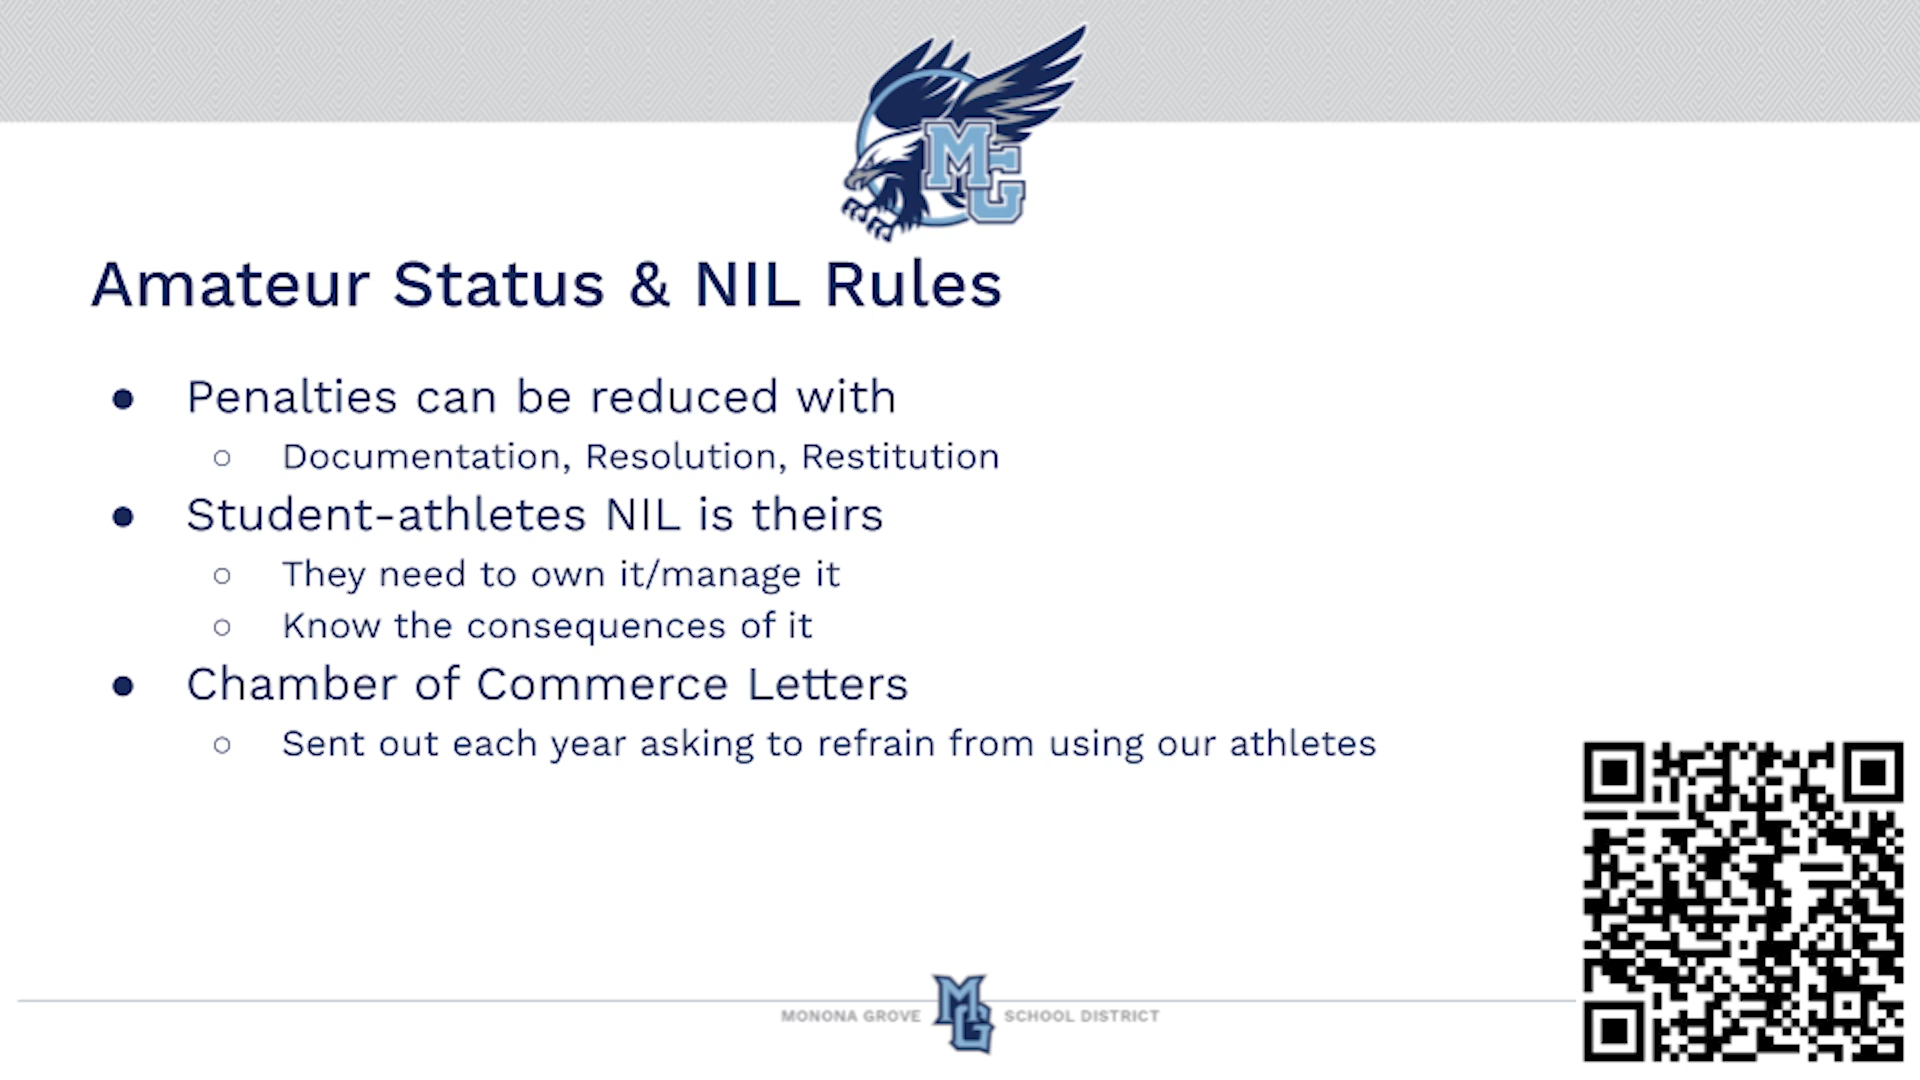 MG
Amateur Status & NIL Rules
● Penalties can be reduced with
○ Documentation, Resolution, Restitution
● Student-athletes NIL is theirs
○ They need to own it/manage it
○ Know the consequences of it
● Chamber of Commerce Letters
○ Sent out each year asking to refrain from using our athletes
MONONA GROVE MG SCHOOL DISTRICT